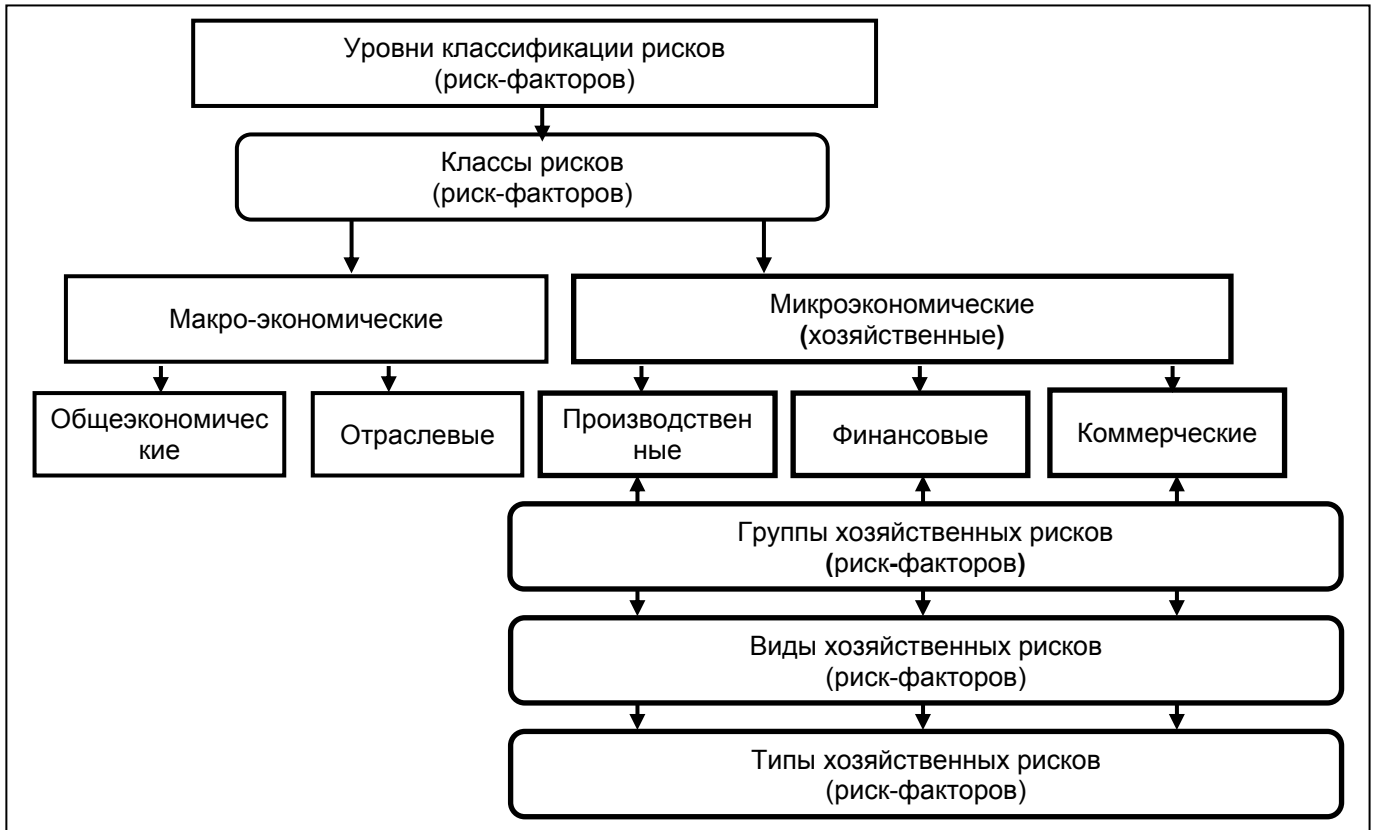 Уровни классификации рисков
(риск-факторов)
Классы рисков
(риск-факторов)
Макро-экономические
Микроэкономические
(хозяйственные)
Общеэкономичес
кие
Отраслевые
Производствен
ные
Финансовые
Коммерческие
Группы хозяйственных рисков
(риск-факторов)
Виды хозяйственных рисков
(риск-факторов)
Типы хозяйственных рисков
(риск-факторов)